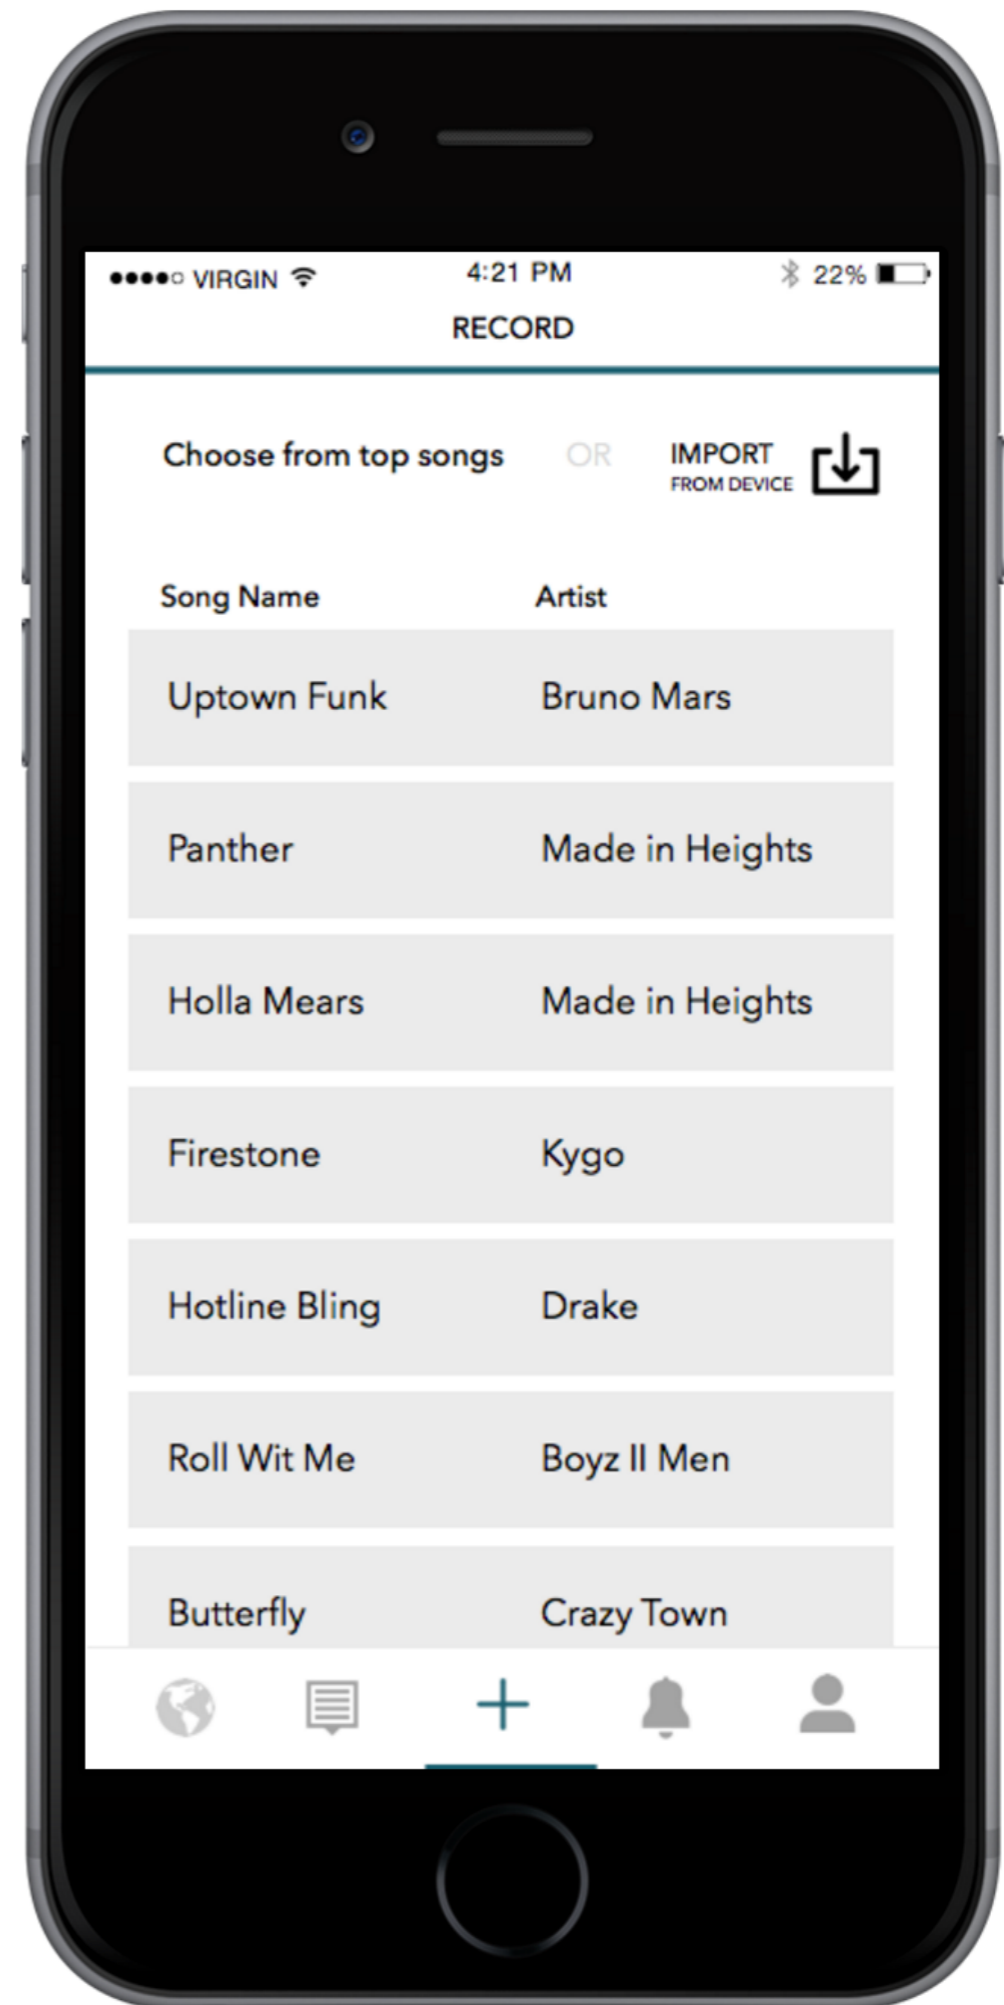 VIRGIN 4:21 PM 22%
RECORD
Choose from top songs OR IMPORT
FROM DEVICE
Song Name Artist
Uptown Funk Bruno Mars
Panther Made in Heights
Holla Mears Made in Heights
Firestone Kygo
Hotline Bling Drake
Roll Wit Me Boyz II Men
Butterfly Crazy Town